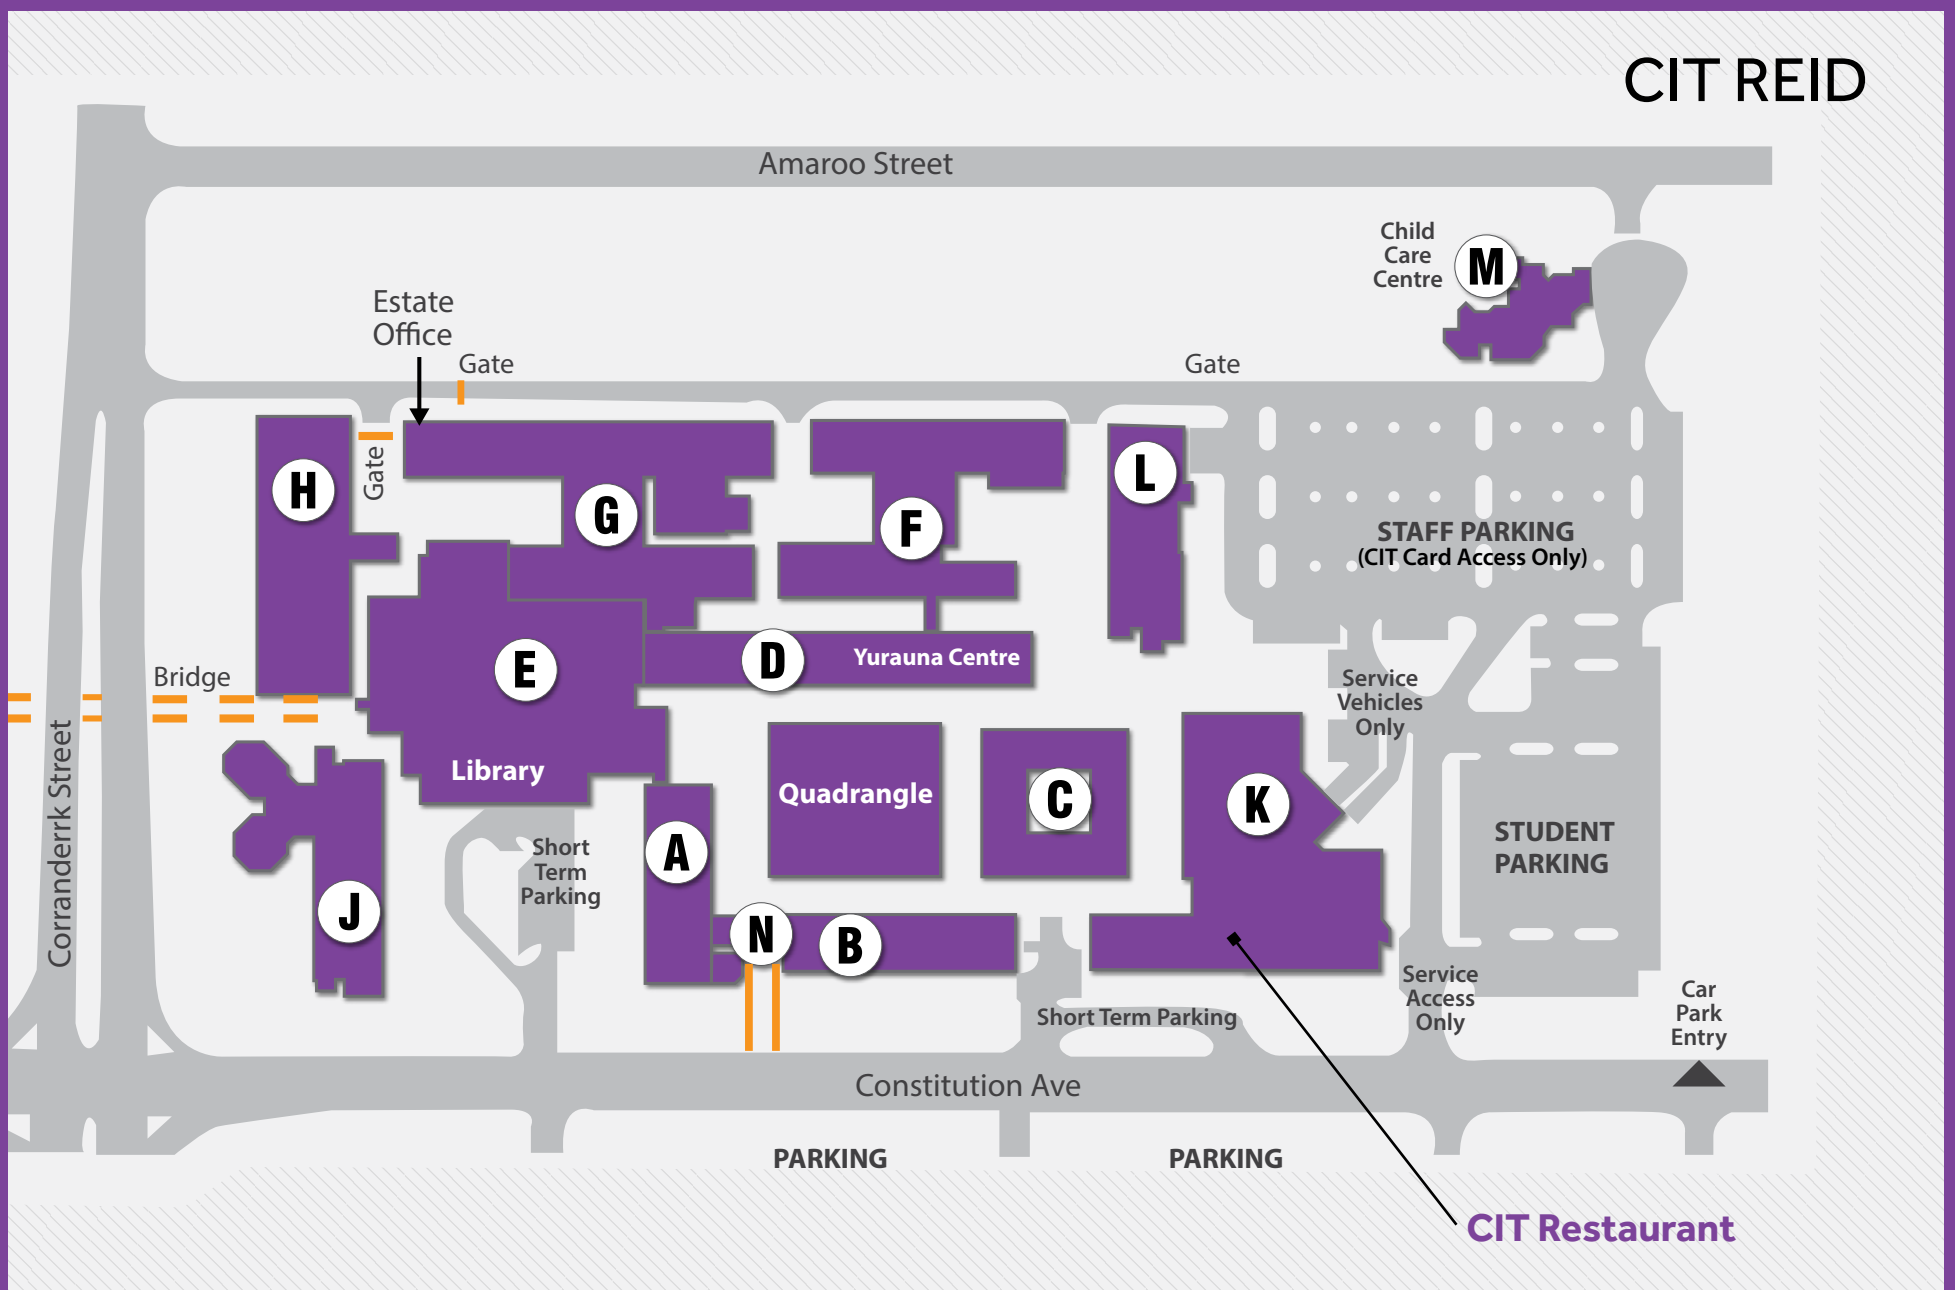 CIT REID
Amaroo Street
Child
Care
Centre
M
Estate
Office
Gate
Gate
Gate
H
G
F
L
STAFF PARKING
(CIT Card Access Only)
E
D
Yurauna Centre
Bridge
Service
Vehicles
Only
Corranderrk Street
Library
Quadrangle
C
K
STUDENT
PARKING
Short
Term
Parking
A
J
N
B
Service
Access
Only
Car
Park
Entry
Short Term Parking
Constitution Ave
PARKING
PARKING
CIT Restaurant